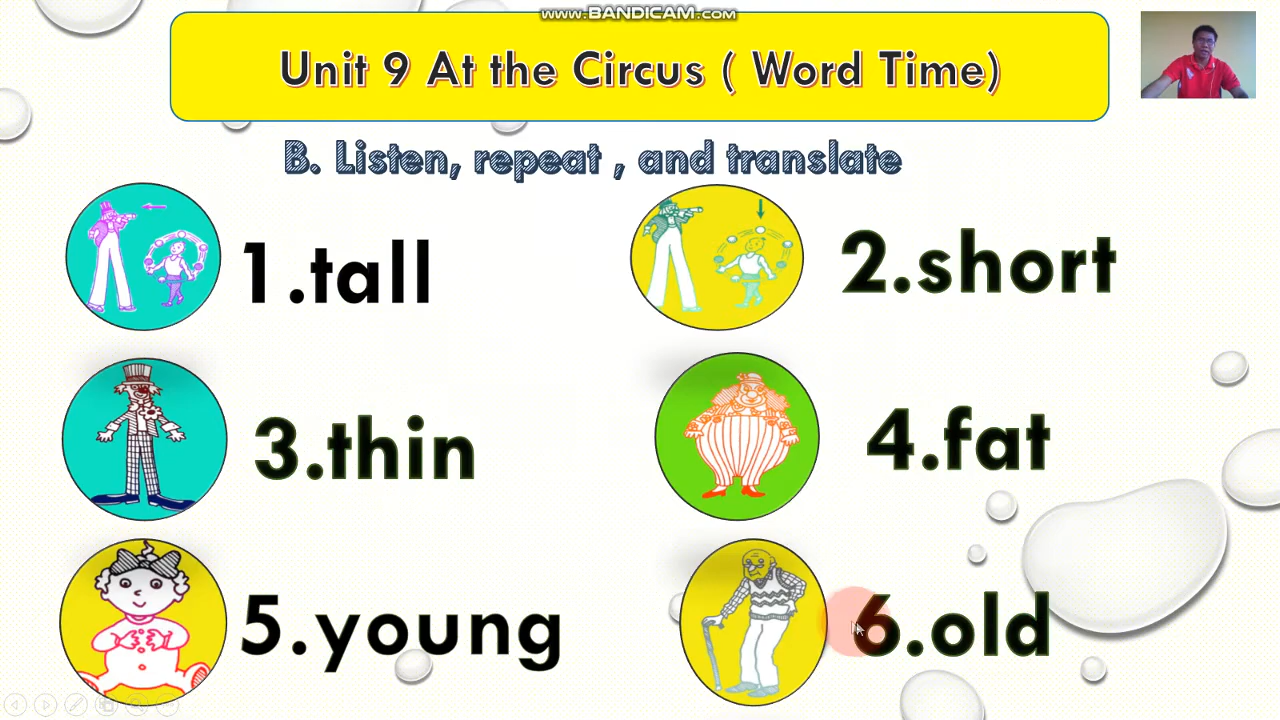 www.BANDICAM.com
Unit 9 At the Circus ( Word Time)
B. Listen, repeat , and translate
1.tall
2.short
3.thin
4.fat
5.young
6.old